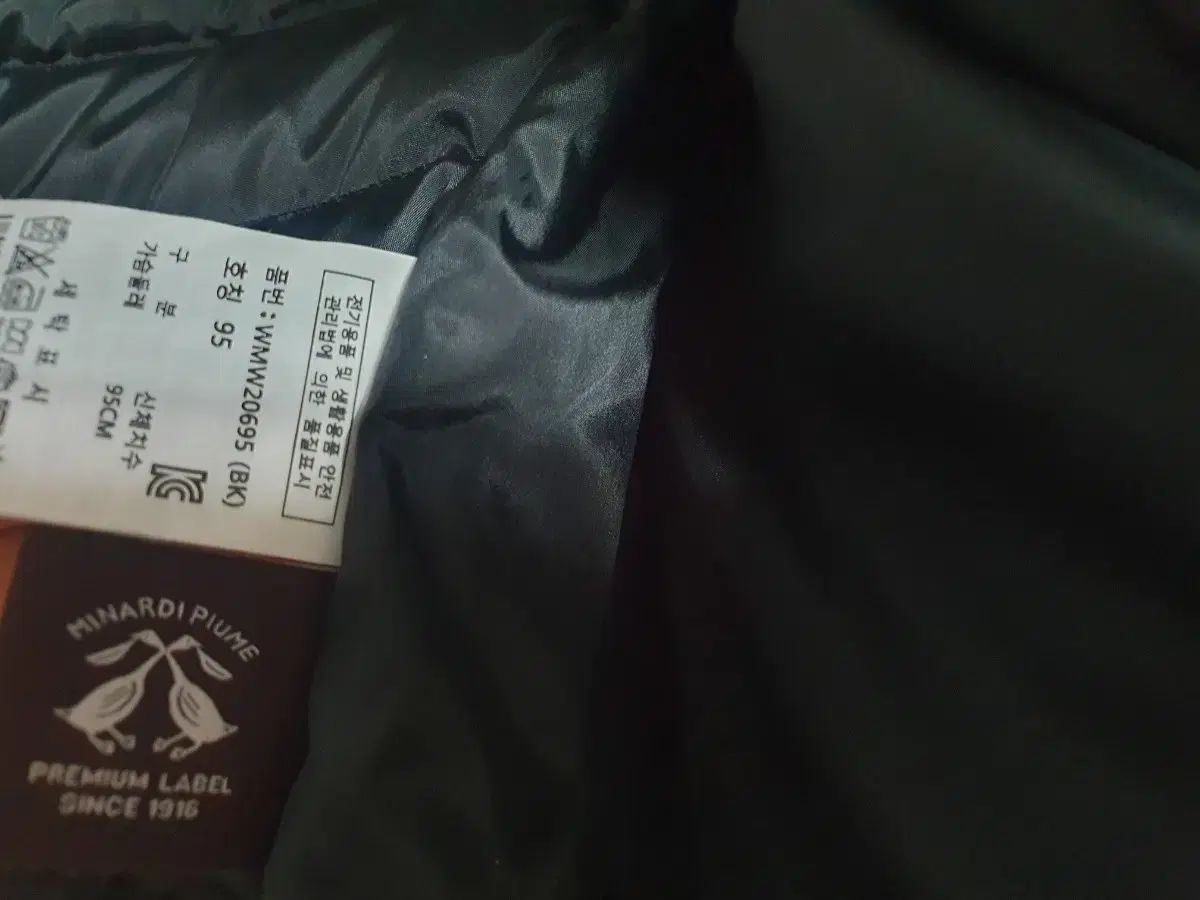 전기용품 및 생활용품 안전
관리법에 의한 품질표시
품번 : WMW20695 (BK)
호칭 95
구 분 신체치수
가슴둘레 95CM
세 탁 표 시
MINARDI PIUME
PREMIUM LABEL
SINCE 1916